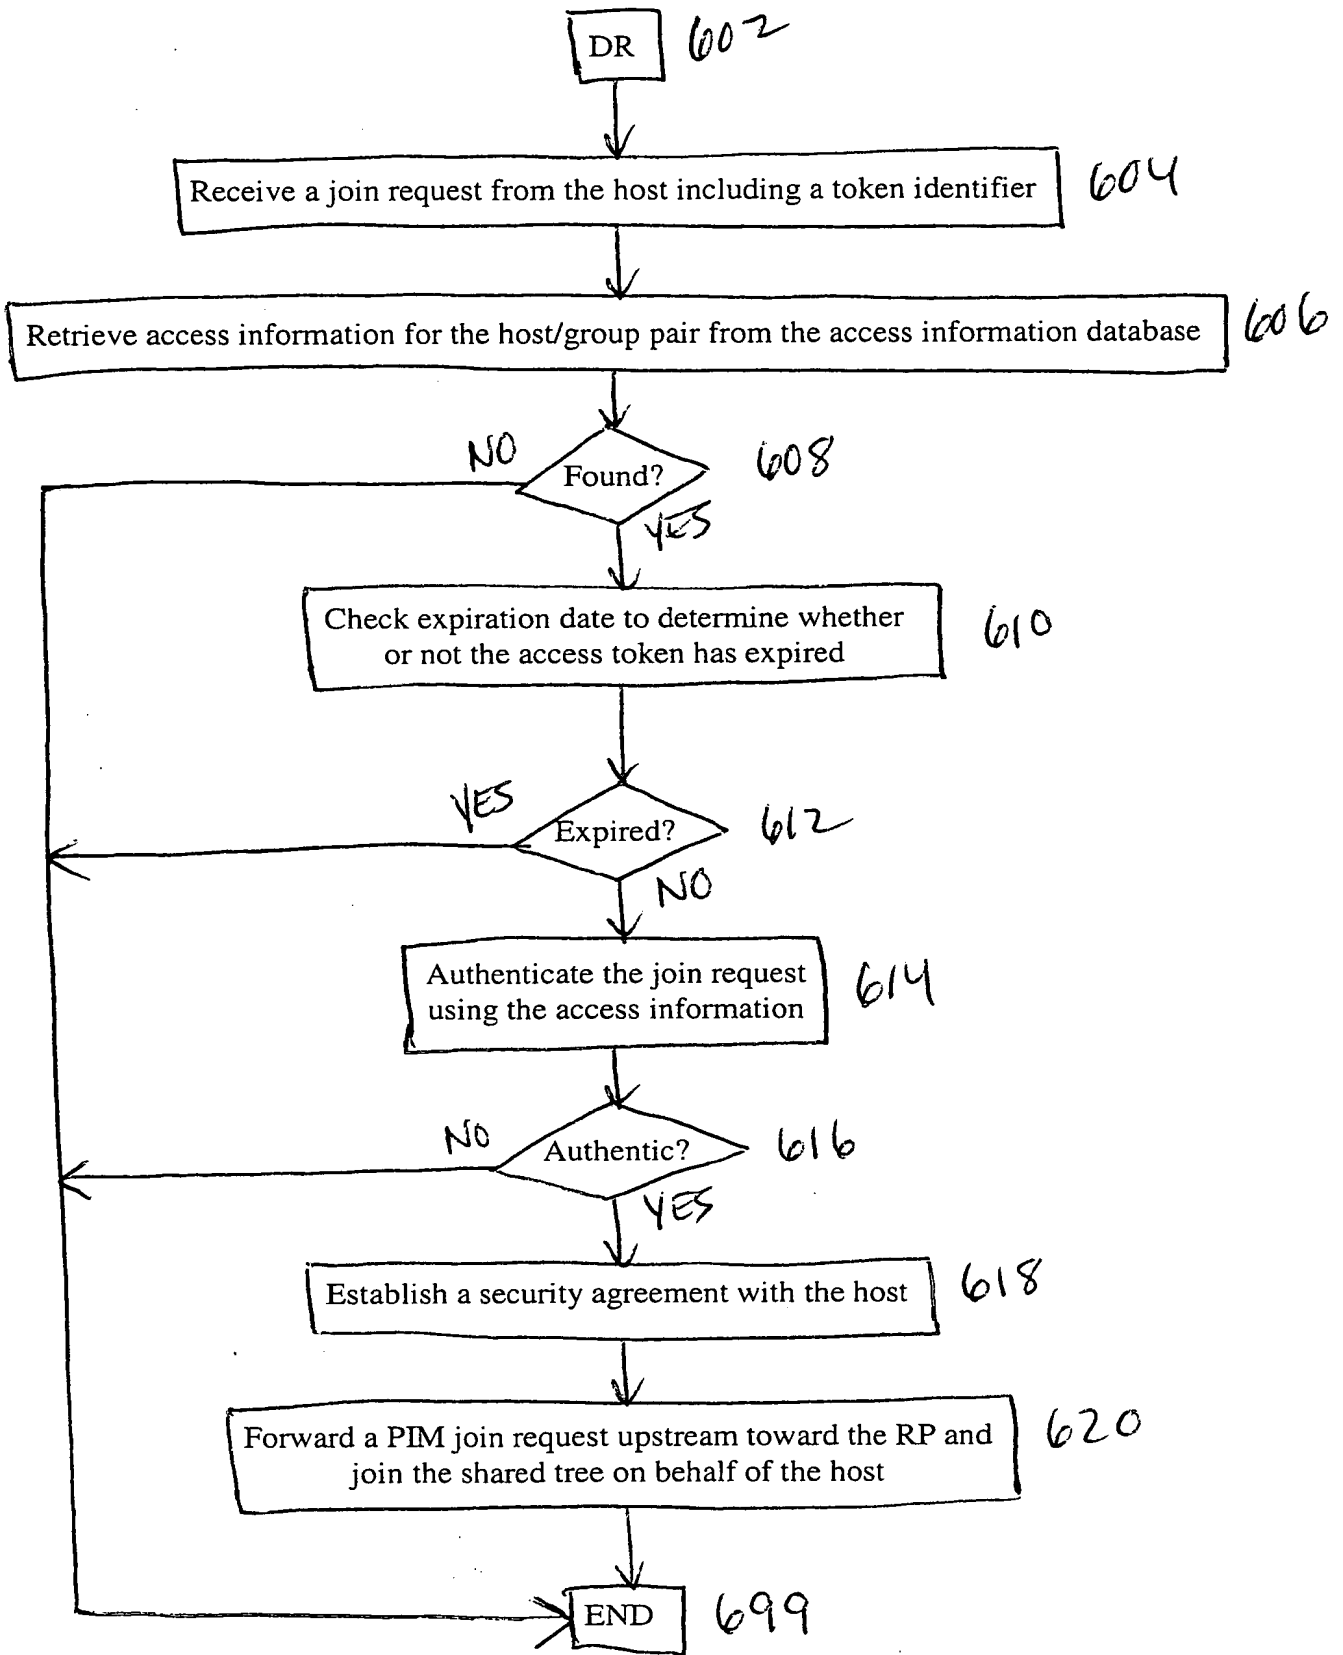 DR 602
Receive a join request from the host including a token identifier 604
Retrieve access information for the host/group pair from the access information database 606
NO Found? 608
YES
Check expiration date to determine whether
or not the access token has expired
610
YES Expired? 612
NO
Authenticate the join request
using the access information
614
NO Authentic? 616
YES
Establish a security agreement with the host 618
Forward a PIM join request upstream toward the RP and
join the shared tree on behalf of the host
620
END 699